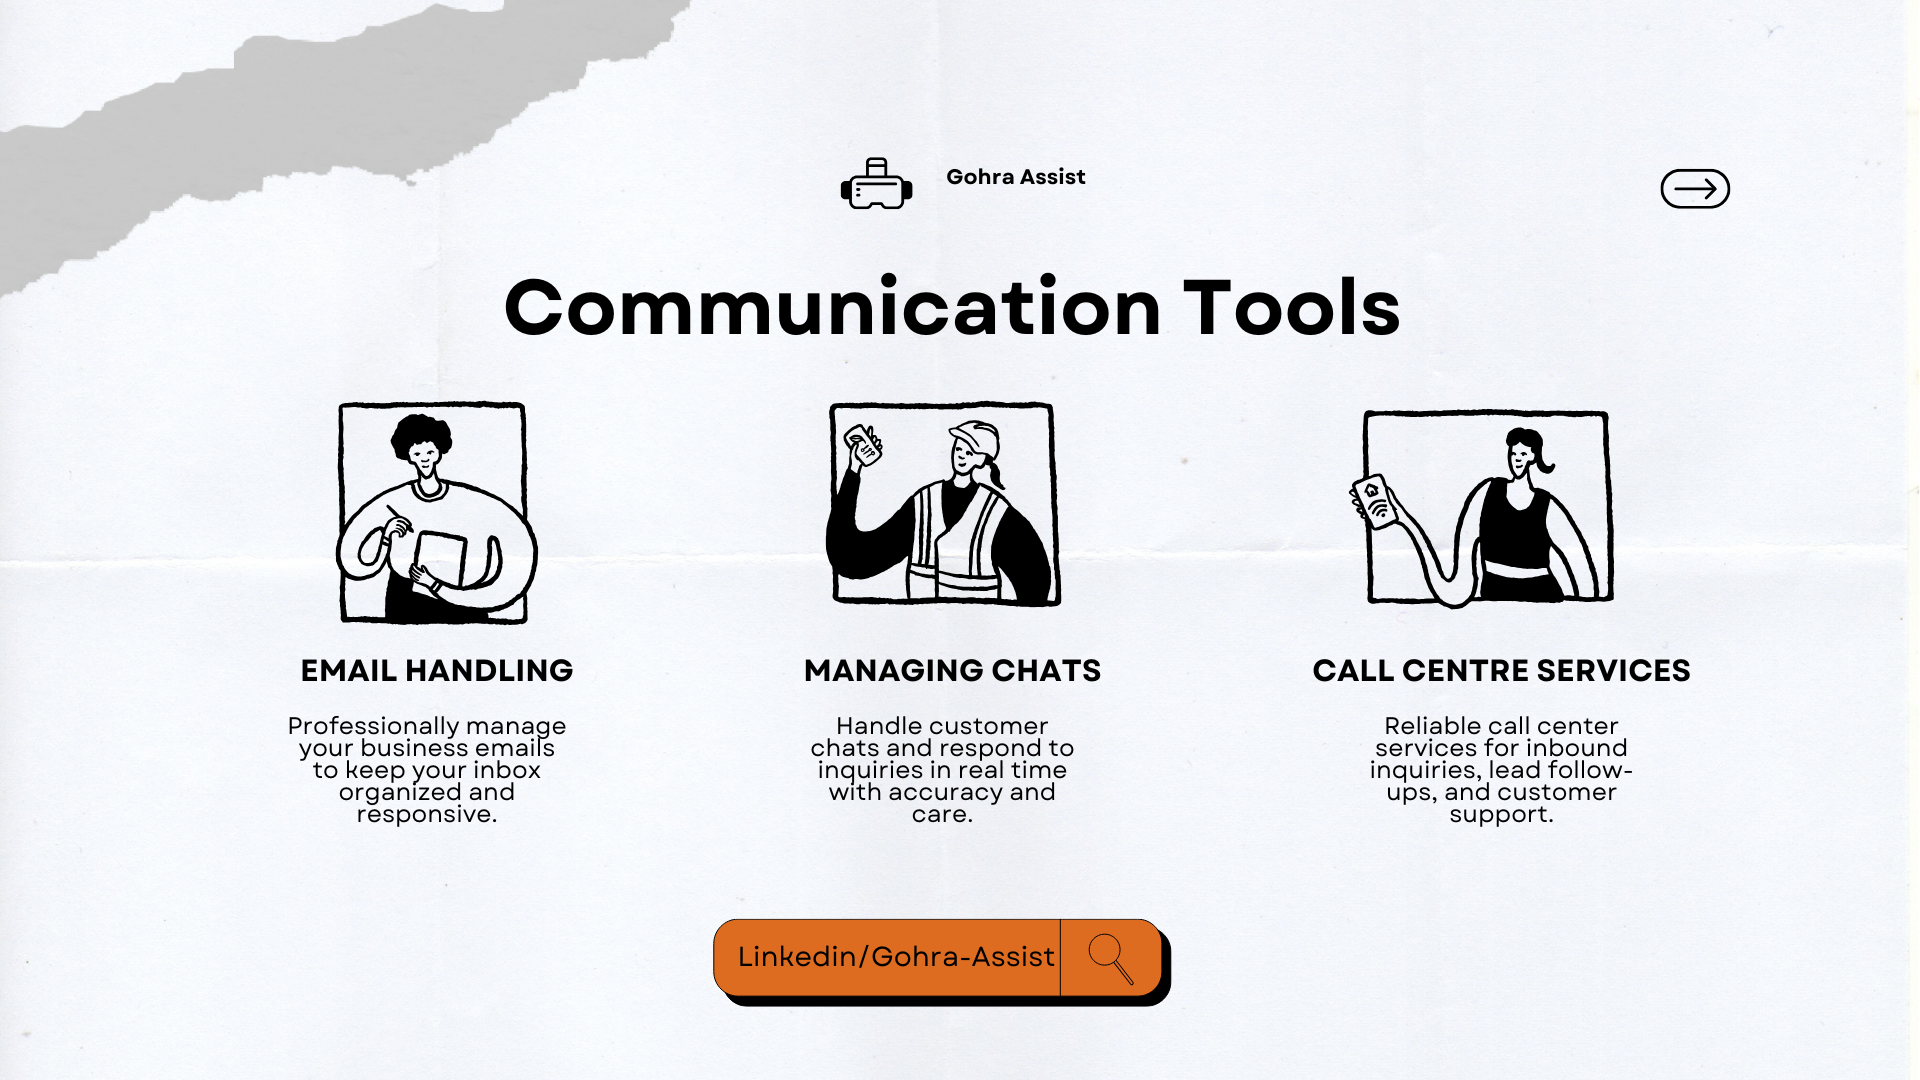 Gohra Assist
Communication Tools
EMAIL HANDLING
Professionally manage
your business emails
to keep your inbox
organized and
responsive.
MANAGING CHATS
Handle customer
chats and respond to
inquiries in real time
with accuracy and
care.
CALL CENTRE SERVICES
Reliable call center
services for inbound
inquiries, lead follow-
ups, and customer
support.
Linkedin/Gohra-Assist